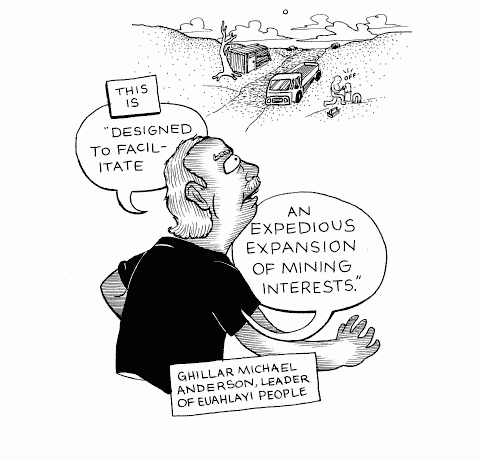 THIS
IS
"DESIGNED
TO FACIL-
ITATE
OFF
AN
EXPEDIOUS
EXPANSION
OF MINING
INTERESTS."
GHILLAR MICHAEL
ANDERSON, LEADER
OF EUAHLAYI PEOPLE